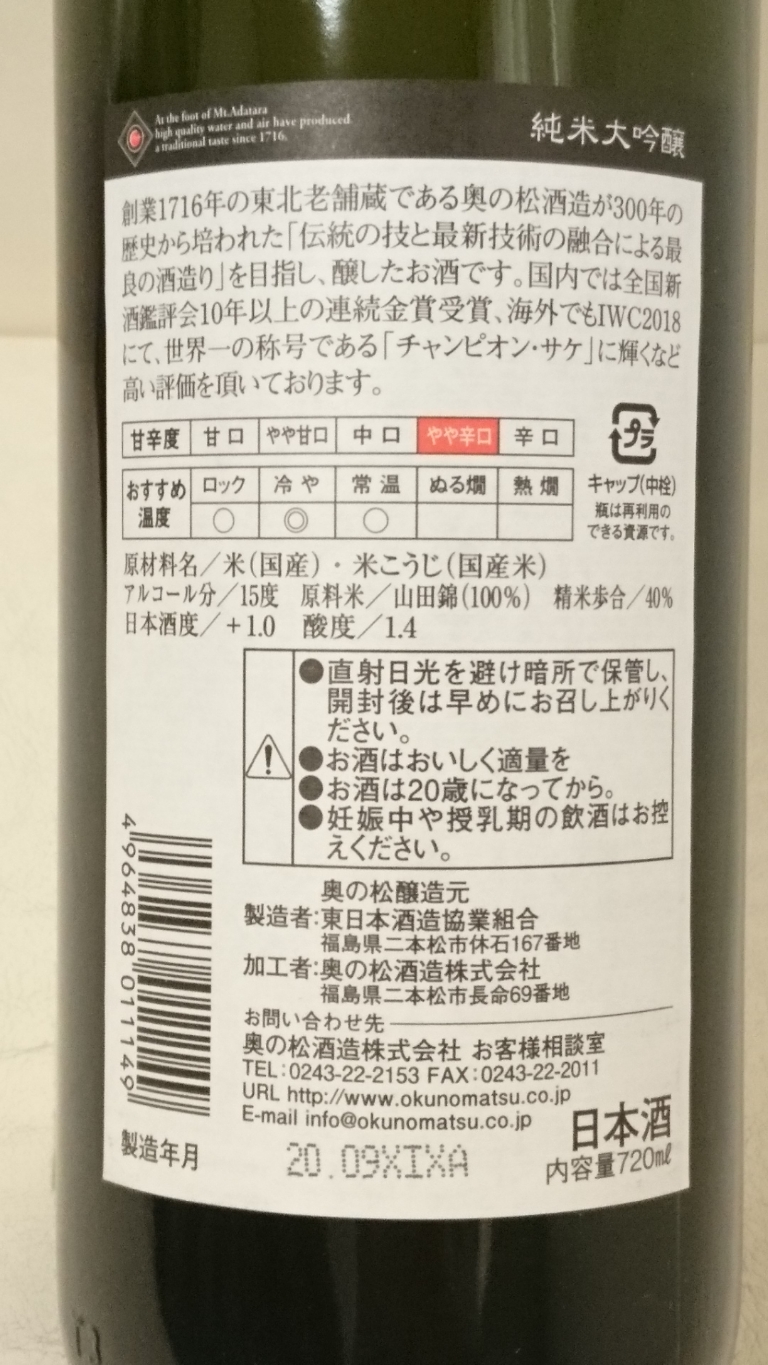 At the foot of Mt.Adatara
high quality water and air have produced
a traditional taste since 1716.
純米大吟醸
創業1716年の東北老舗蔵である奥の松酒造が300年の
歴史から培われた「伝統の技と最新技術の融合による最
良の酒造り」を目指し、醸したお酒です。国内では全国新
酒鑑評会10年以上の連続金賞受賞、海外でもIWC2018
にて、世界一の称号である「チャンピオン・サケ」に輝くなど
高い評価を頂いております。
甘辛度 甘口 やや甘口 中口 やや辛口 辛口
おすすめ温度 ロック 冷や 常温 ぬる燗 熱燗
○ ◎ ○
プラ
キャップ(中栓)
瓶は再利用の
できる資源です。
原材料名／米(国産)・米こうじ(国産米)
アルコール分／15度 原料米／山田錦(100%) 精米歩合／40%
日本酒度／+1.0 酸度／1.4
●直射日光を避け暗所で保管し、
開封後は早めにお召し上がりく
ださい。
●お酒はおいしく適量を
●お酒は20歳になってから。
●妊娠中や授乳期の飲酒はお控
えください。
奥の松醸造元
製造者:東日本酒造協業組合
福島県二本松市休石167番地
加工者:奥の松酒造株式会社
福島県二本松市長命69番地
お問い合わせ先
奥の松酒造株式会社 お客様相談室
TEL:0243-22-2153 FAX:0243-22-2011
URL http://www.okunomatsu.co.jp
E-mail info@okunomatsu.co.jp
日本酒
内容量720ml
4964838 011149
製造年月 20.09XIXA